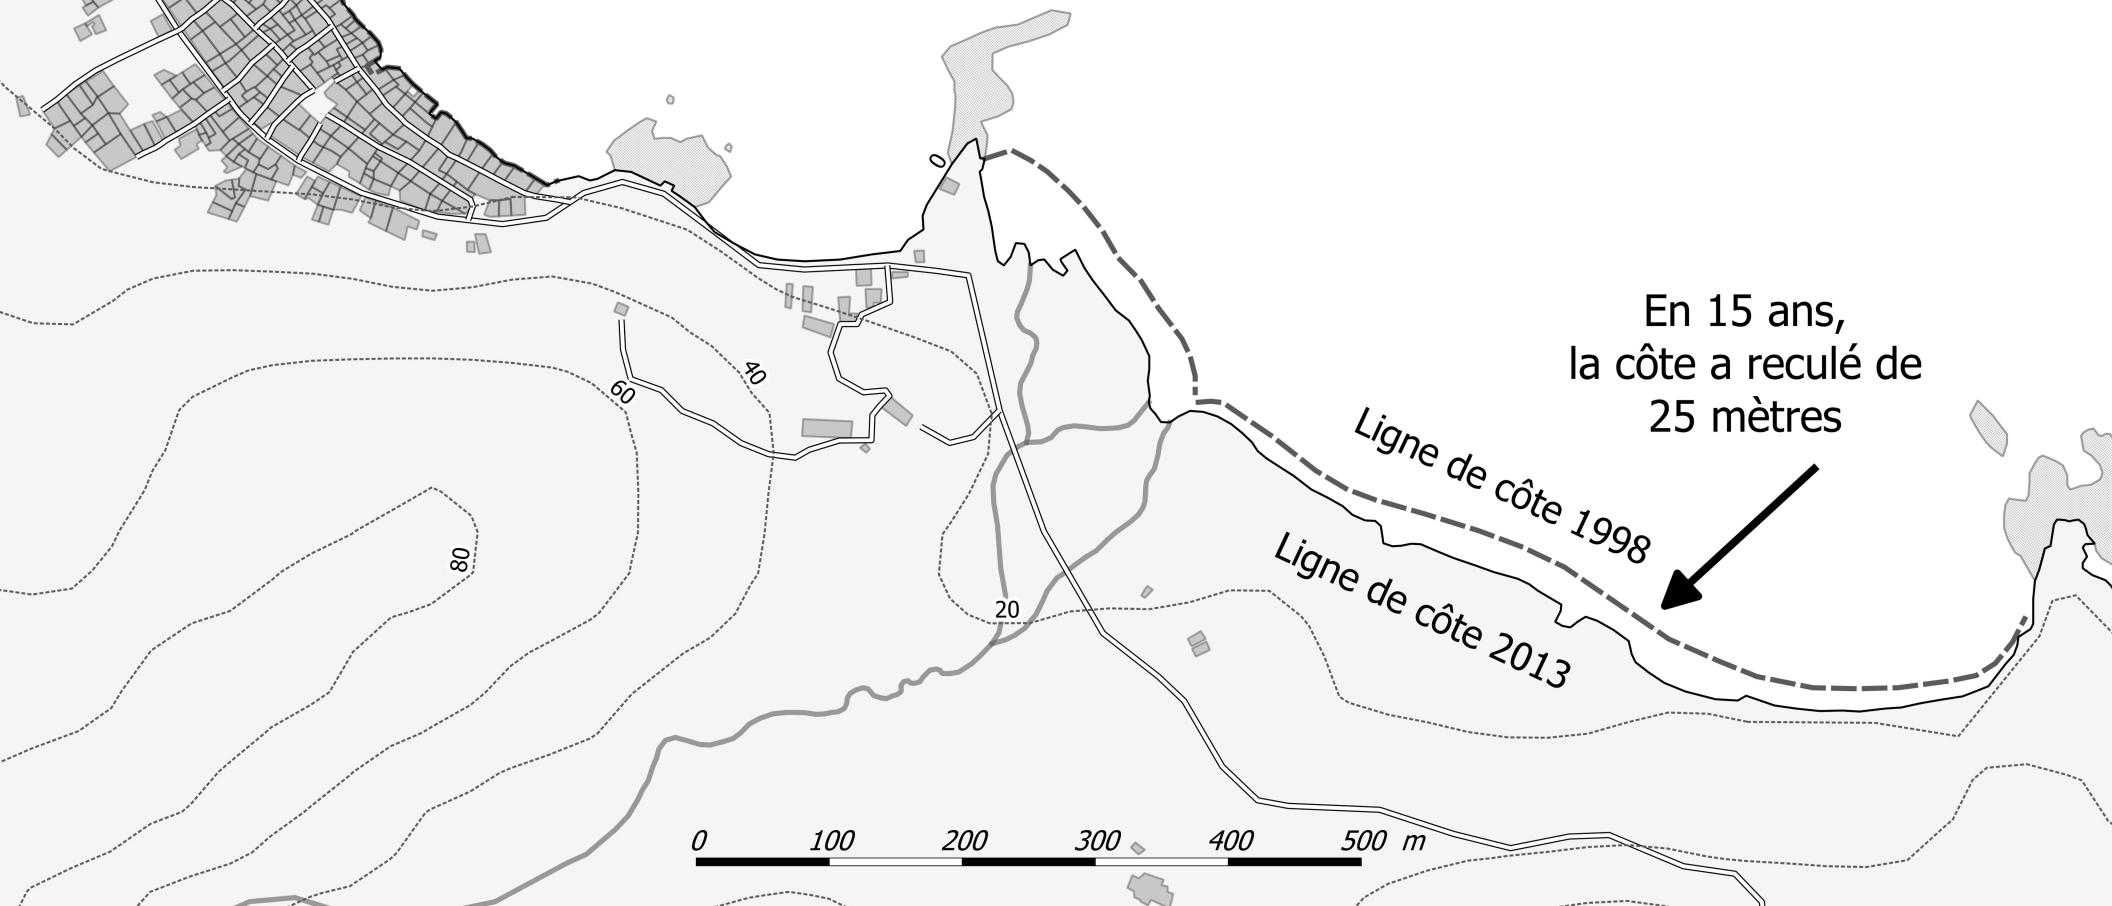 0
En 15 ans,
la côte a reculé de
25 mètres
40
60
Ligne de côte 1998
80
Ligne de côte 2013
20
0 100 200 300 400 500 m